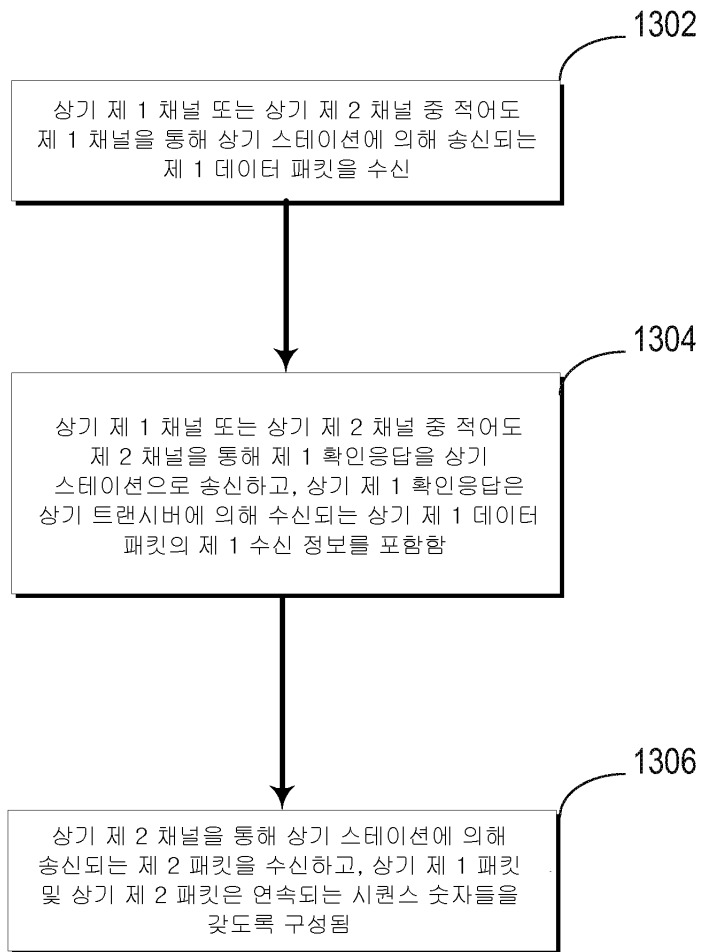 1302
상기 제 1 채널 또는 상기 제 2 채널 중 적어도
제 1 채널을 통해 상기 스테이션에 의해 송신되는
제 1 데이터 패킷을 수신
1304
상기 제 1 채널 또는 상기 제 2 채널 중 적어도
제 2 채널을 통해 제 1 확인응답을 상기
스테이션으로 송신하고, 상기 제 1 확인응답은
상기 트랜시버에 의해 수신되는 상기 제 1 데이터
패킷의 제 1 수신 정보를 포함함
1306
상기 제 2 채널을 통해 상기 스테이션에 의해
송신되는 제 2 패킷을 수신하고, 상기 제 1 패킷
및 상기 제 2 패킷은 연속되는 시퀀스 숫자들을
갖도록 구성됨